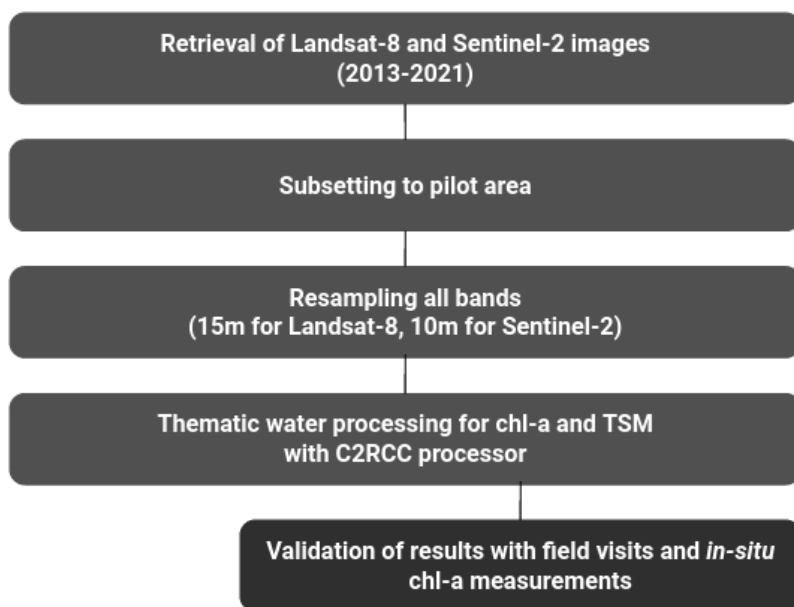 Retrieval of Landsat-8 and Sentinel-2 images
(2013-2021)
Subsetting to pilot area
Resampling all bands
(15m for Landsat-8, 10m for Sentinel-2)
Thematic water processing for chl-a and TSM
with C2RCC processor
Validation of results with field visits and in-situ
chl-a measurements